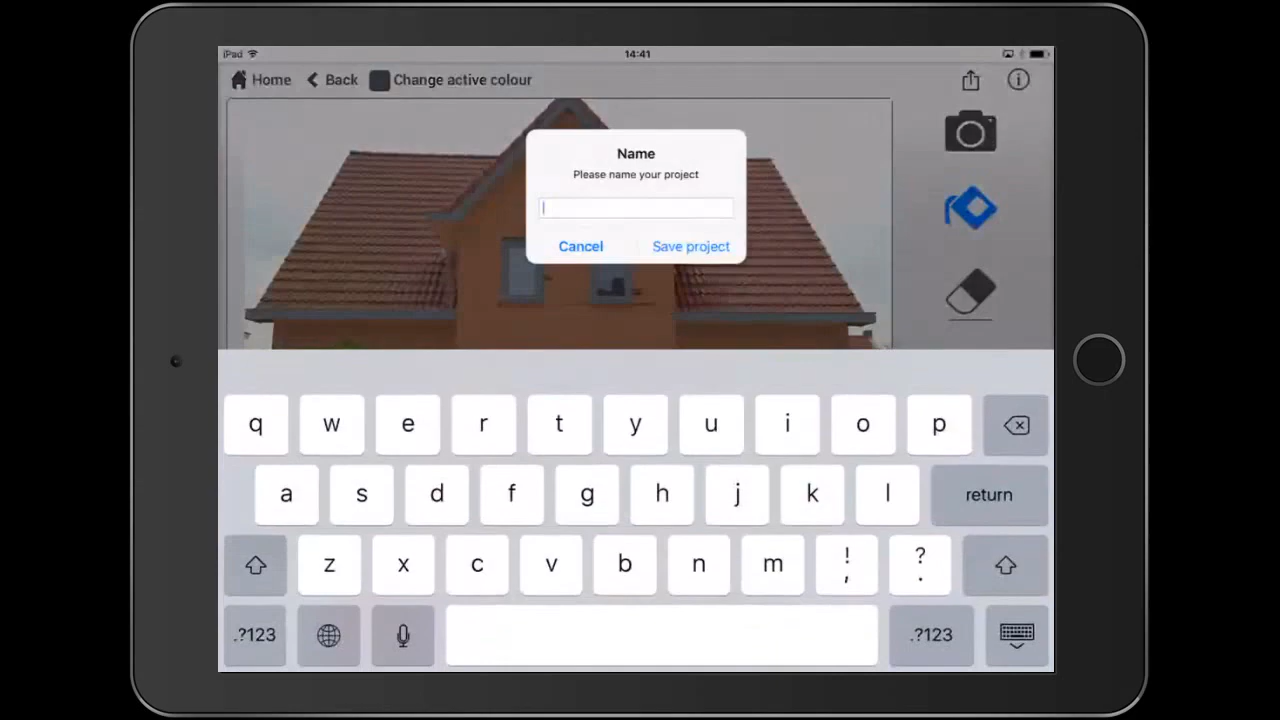 iPad 14:41
Home Back Change active colour
Name
Please name your project
Cancel Save project
q w e r t y u i o p
a s d f g h j k l return
z x c v b n m ! , ? .
.?123 .?123